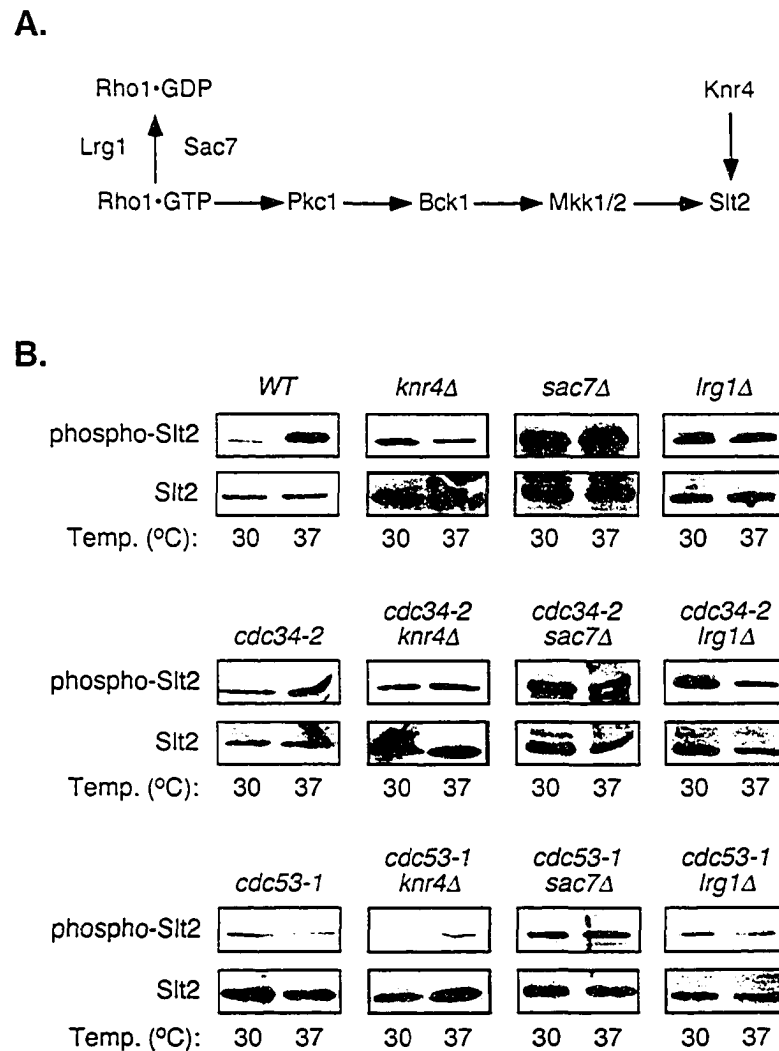 A.
Rho1•GDP
Knr4
Lrg1 Sac7
Rho1•GTP Pkc1 Bck1 Mkk1/2 Slt2
B.
WT knr4Δ sac7Δ lrg1Δ
phospho-Slt2
Slt2
Temp. (ºC): 30 37 30 37 30 37 30 37
cdc34-2 cdc34-2 cdc34-2
cdc34-2 knr4Δ sac7Δ lrg1Δ
phospho-Slt2
Slt2
Temp. (ºC): 30 37 30 37 30 37 30 37
cdc53-1 cdc53-1 cdc53-1
cdc53-1 knr4Δ sac7Δ lrg1Δ
phospho-Slt2
Slt2
Temp. (ºC): 30 37 30 37 30 37 30 37